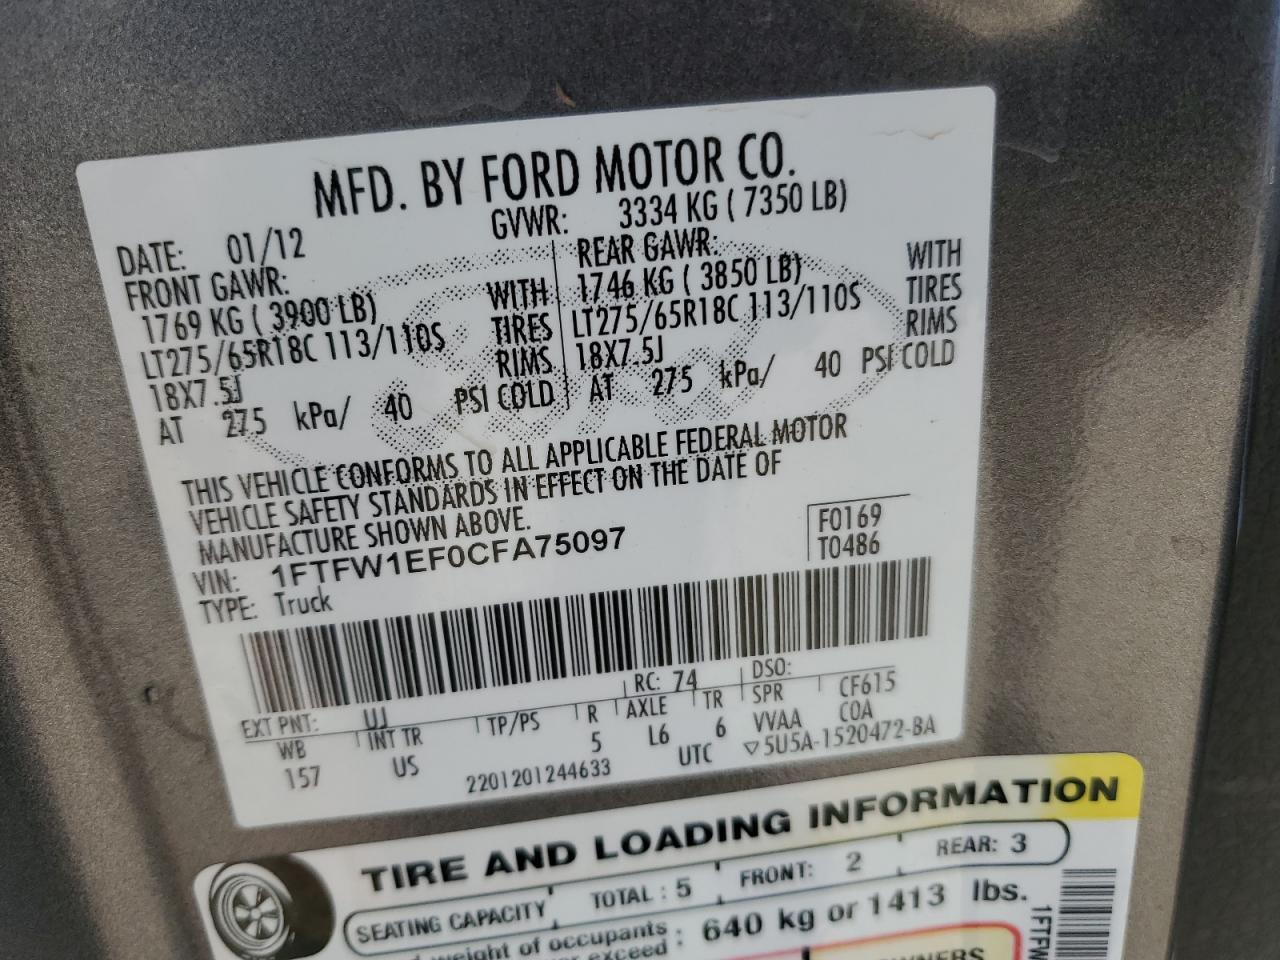 MFD. BY FORD MOTOR CO.
DATE: 01/12 GVWR: 3334 KG ( 7350 LB)
FRONT GAWR: REAR GAWR:
1769 KG ( 3900 LB) WITH 1746 KG ( 3850 LB) WITH
LT275/65R18C 113/110S TIRES LT275/65R18C 113/110S TIRES
18X7.5J RIMS 18X7.5J RIMS
AT 275 kPa/ 40 PSI COLD AT 275 kPa/ 40 PSI COLD
THIS VEHICLE CONFORMS TO ALL APPLICABLE FEDERAL MOTOR
VEHICLE SAFETY STANDARDS IN EFFECT ON THE DATE OF
MANUFACTURE SHOWN ABOVE.
VIN: 1FTFW1EF0CFA75097 F0169
TYPE: Truck T0486
EXT PNT: UJ RC: 74 DSO:
WB INT TR TP/PS R AXLE TR SPR CF615
157 US 5 L6 6 VVAA COA
2201201244633 UTC ▽5U5A-1520472-BA
TIRE AND LOADING INFORMATION
SEATING CAPACITY TOTAL : 5 FRONT: 2 REAR: 3
weight of occupants : 640 kg or 1413 lbs.
exceed
1FTFW